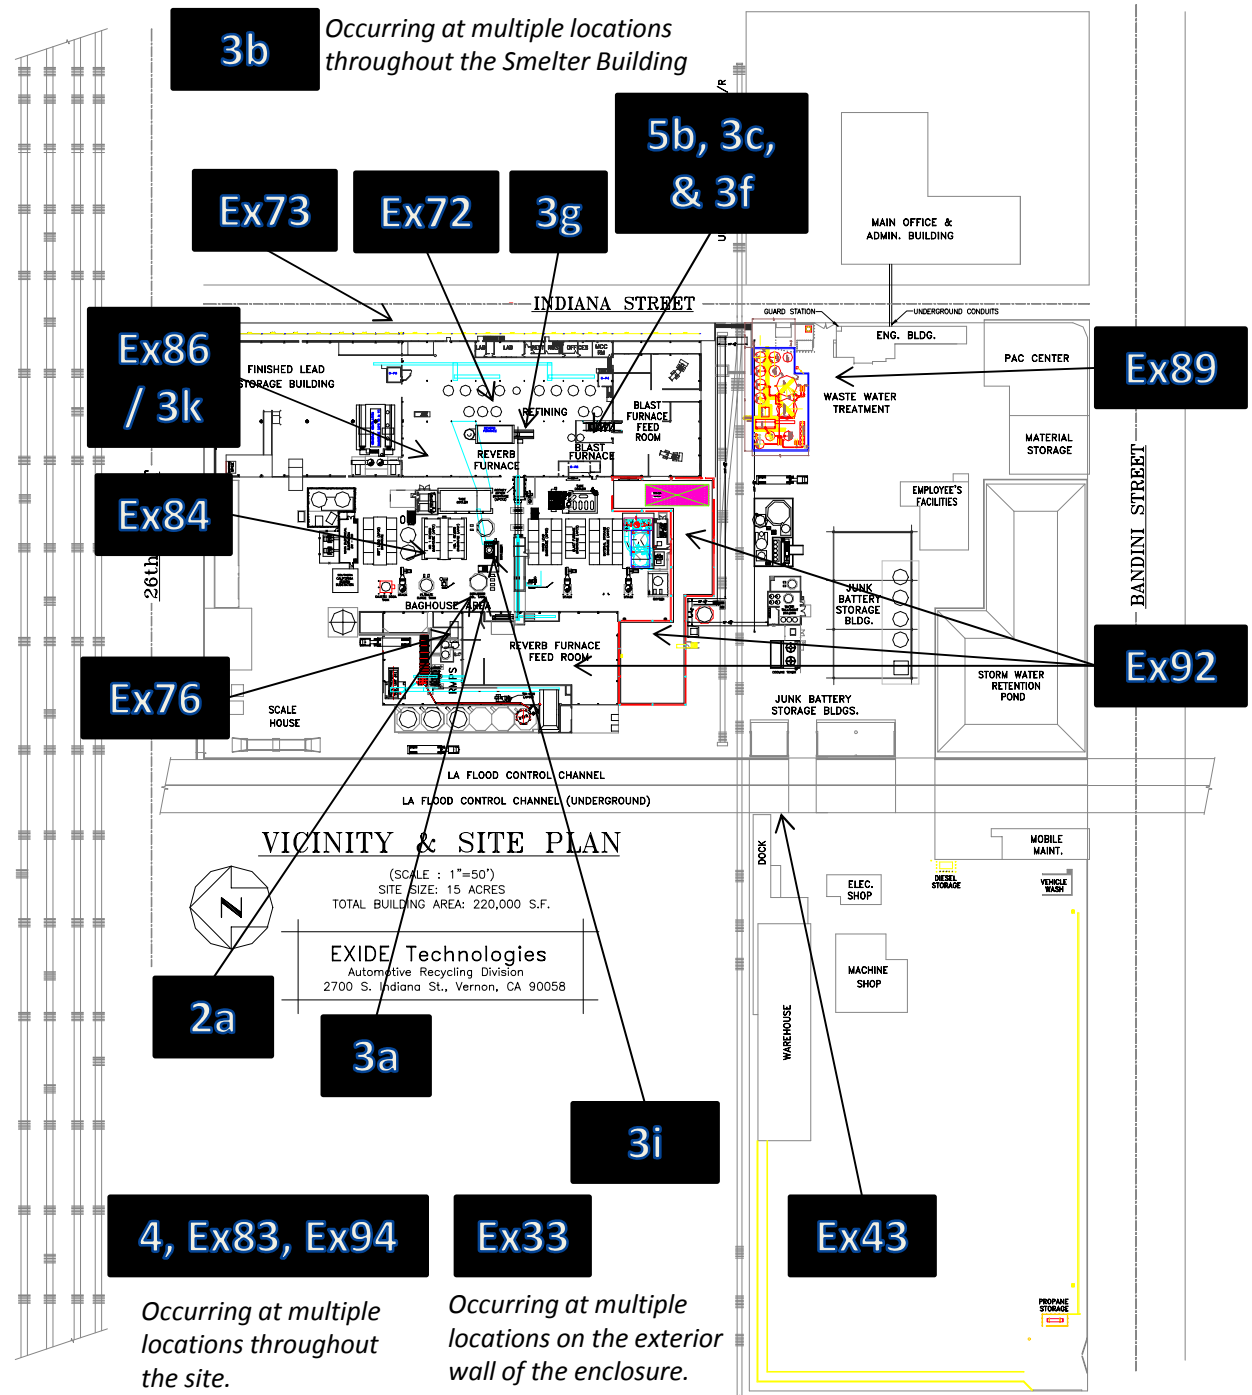 3b
Occurring at multiple locations
throughout the Smelter Building
5b, 3c,
& 3f
Ex73
Ex72
3g
MAIN OFFICE &
ADMIN. BUILDING
INDIANA STREET
GUARD STATION
UNDERGROUND CONDUITS
ENG. BLDG.
PAC CENTER
Ex86
/ 3k
FINISHED LEAD
STORAGE BUILDING
LAB
LAB
OFFICES
MCC
RM
REFINING
BLAST
FURNACE
FEED
ROOM
WASTE WATER
TREATMENT
Ex89
REVERB
FURNACE
BLAST
FURNACE
MATERIAL
STORAGE
Ex84
EMPLOYEE'S
FACILITIES
26th
BANDINI STREET
JUNK
BATTERY
STORAGE
BLDG.
BAGHOUSE AREA
REVERB FURNACE
FEED ROOM
RMPS
Ex76
Ex92
STORM WATER
RETENTION
POND
SCALE
HOUSE
JUNK BATTERY
STORAGE BLDGS.
LA FLOOD CONTROL CHANNEL
LA FLOOD CONTROL CHANNEL (UNDERGROUND)
VICINITY & SITE PLAN
(SCALE : 1"=50')
SITE SIZE: 15 ACRES
TOTAL BUILDING AREA: 220,000 S.F.
Z
EXIDE Technologies
Automotive Recycling Division
2700 S. Indiana St., Vernon, CA 90058
DOCK
ELEC.
SHOP
DIESEL
STORAGE
MOBILE
MAINT.
VEHICLE
WASH
MACHINE
SHOP
WAREHOUSE
2a
3a
3i
4, Ex83, Ex94
Occurring at multiple
locations throughout
the site.
Ex33
Occurring at multiple
locations on the exterior
wall of the enclosure.
Ex43
PROPANE
STORAGE